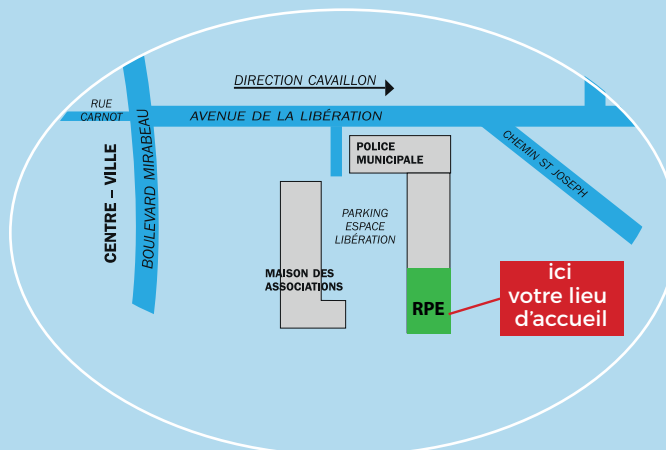 DIRECTION CAVAILLON
RUE
CARNOT
AVENUE DE LA LIBÉRATION
BOULEVARD MIRABEAU
CENTRE – VILLE
POLICE
MUNICIPALE
CHEMIN ST JOSEPH
PARKING
ESPACE
LIBÉRATION
MAISON DES
ASSOCIATIONS
RPE
ici
votre lieu
d'accueil